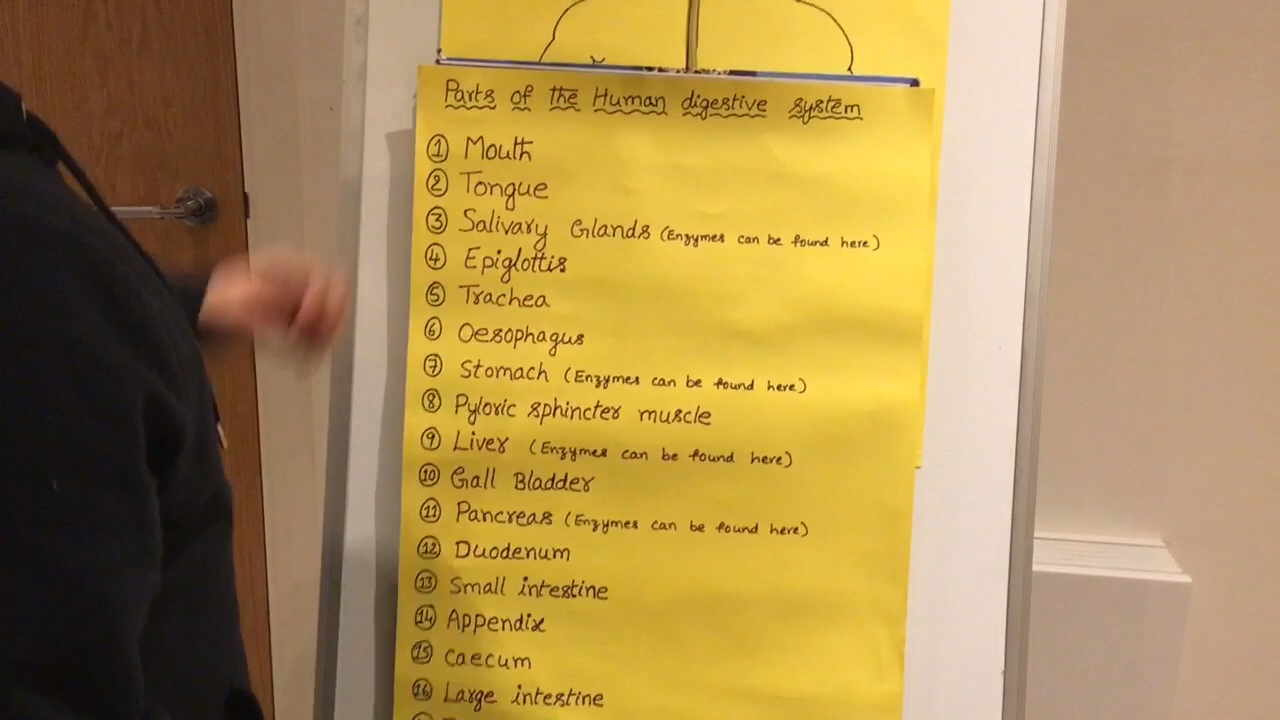 Parts of the Human digestive system
1 Mouth
2 Tongue
3 Salivary Glands (Enzymes can be found here)
4 Epiglottis
5 Trachea
6 Oesophagus
7 Stomach (Enzymes can be found here)
8 Pyloric sphincter muscle
9 Liver (Enzymes can be found here)
10 Gall Bladder
11 Pancreas (Enzymes can be found here)
12 Duodenum
13 Small intestine
14 Appendix
15 Caecum
16 Large intestine